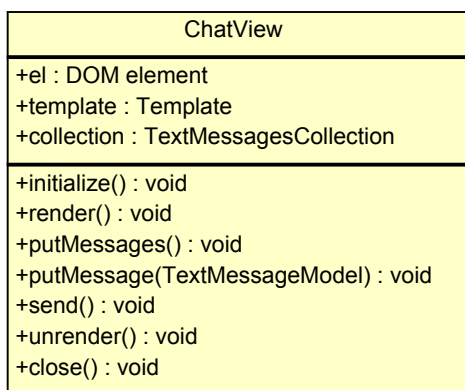 ChatView
+el : DOM element
+template : Template
+collection : TextMessagesCollection
+initialize() : void
+render() : void
+putMessages() : void
+putMessage(TextMessageModel) : void
+send() : void
+unrender() : void
+close() : void